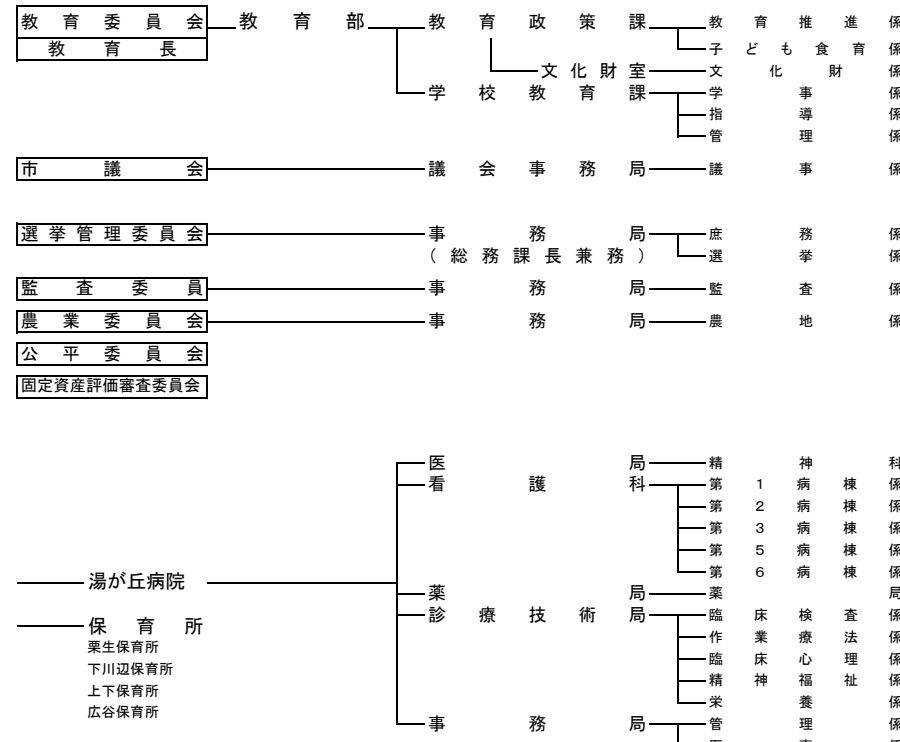 教育委員会 教育部 教育政策課 教育推進係
教育長 子ども食育係
文化財室 文化財係
学校教育課 学事係
指導係
管理係
市議会 議会事務局 議事係
選挙管理委員会 事務局 庶務係
(総務課長兼務) 選挙係
監査委員 事務局 監査係
農業委員会 事務局 農地係
公平委員会
固定資産評価審査委員会
医局 精神科
看護科 第1病棟係
第2病棟係
第3病棟係
第5病棟係
第6病棟係
湯が丘病院
薬局 薬局
診療技術局 臨床検査係
保育所 作業療法係
栗生保育所
下川辺保育所 臨床心理係
上下保育所 精神福祉係
広谷保育所 栄養係
事務局 管理係